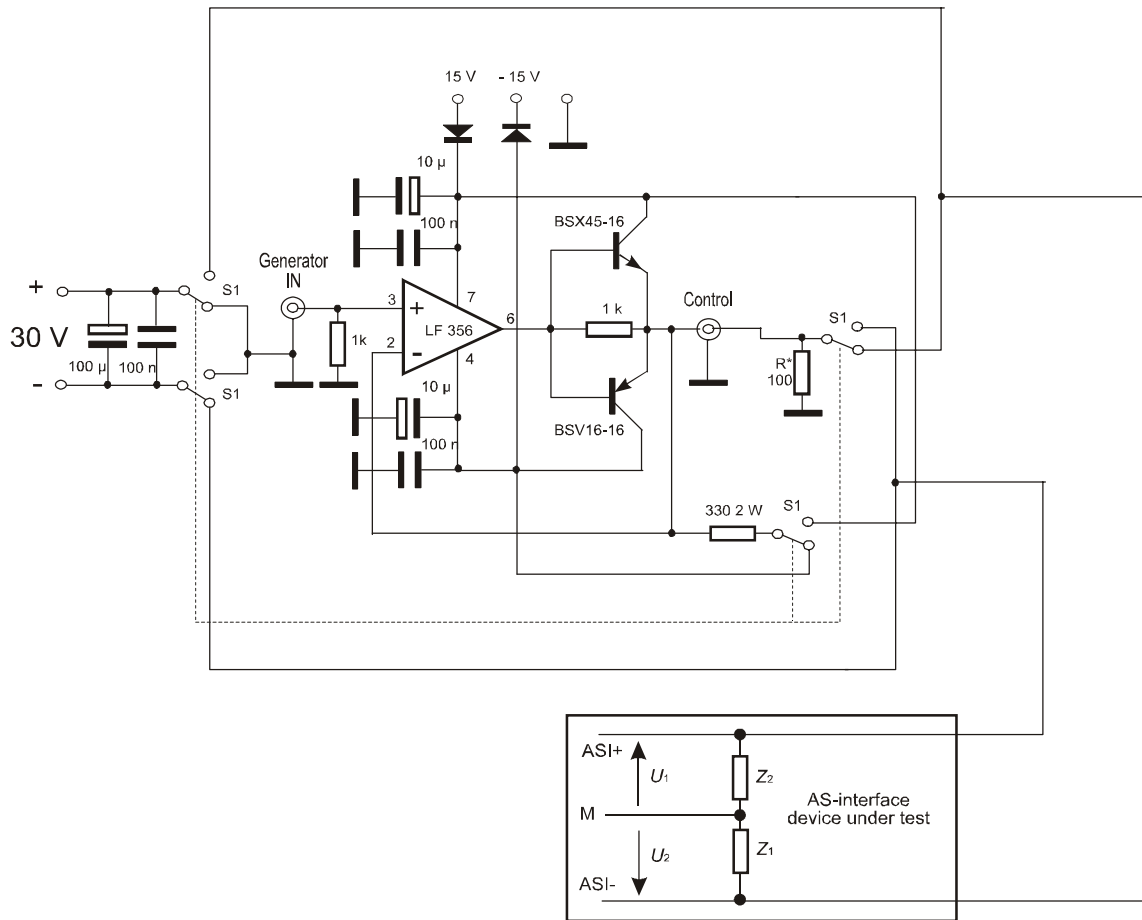 15 V
- 15 V
10 µ
100 n
BSX45-16
Generator
IN
S1
+
3
+
7
Control
30 V
1k
LF 356
6
1 k
S1
2
-
4
R*
100
100 µ
100 n
-
S1
10 µ
100 n
BSV16-16
330 2 W
S1
ASI+
U1
Z2
AS-interface
device under test
M
U2
Z1
ASI-